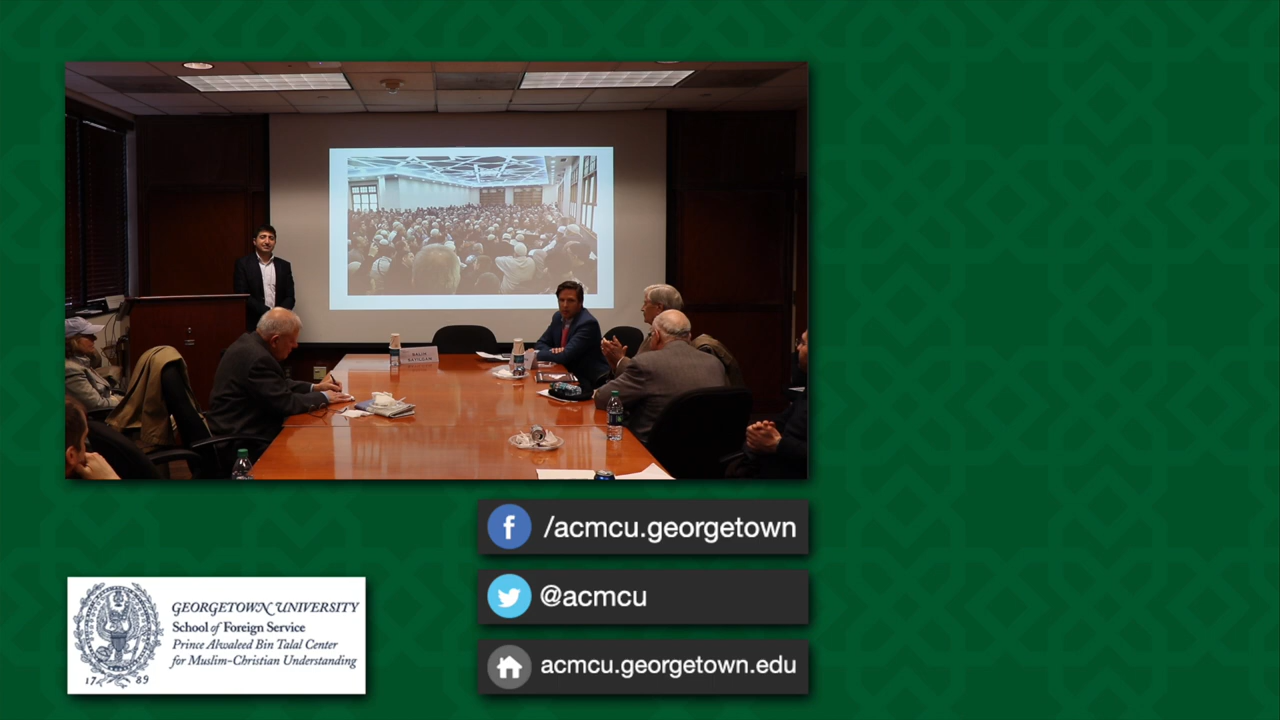 /acmcu.georgetown
@acmcu
acmcu.georgetown.edu
GEORGETOWN UNIVERSITY
School of Foreign Service
Prince Alwaleed Bin Talal Center
for Muslim-Christian Understanding
17 89